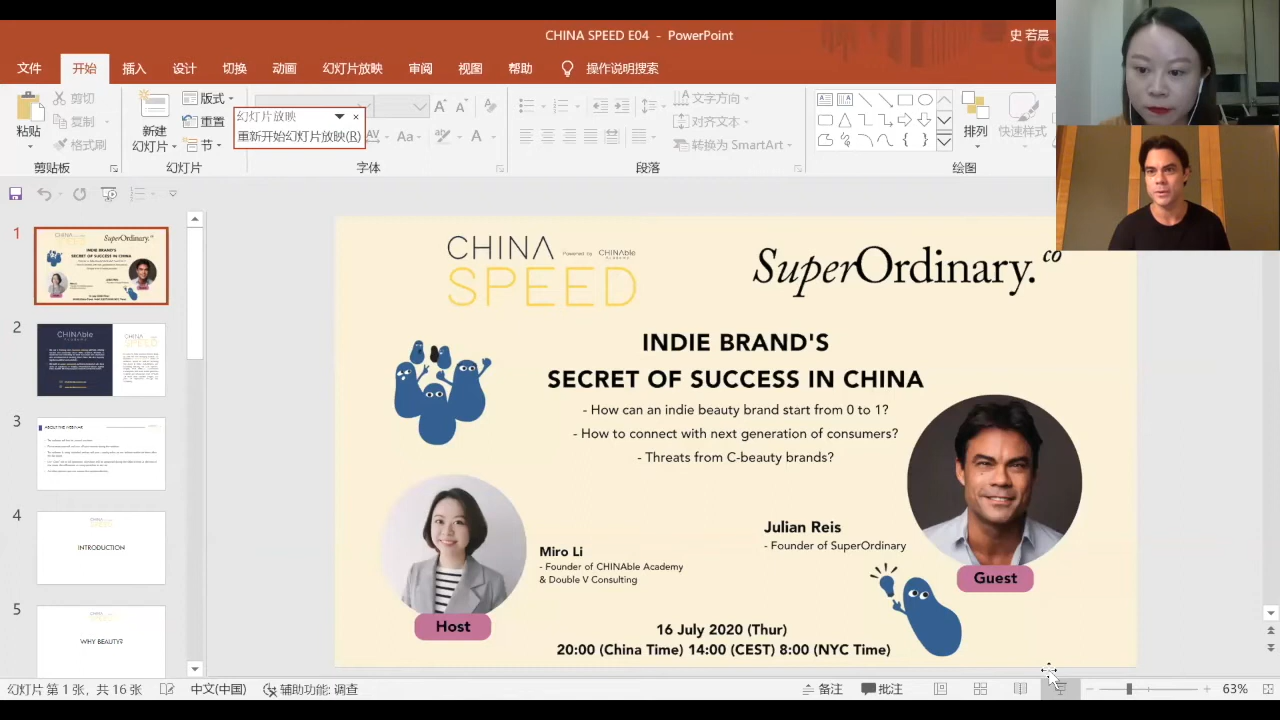 CHINA SPEED E04 - PowerPoint
史 若晨
文件 开始 插入 设计 切换 动画 幻灯片放映 审阅 视图 帮助 操作说明搜索
粘贴
剪切
复制
格式刷
剪贴板
新建
幻灯片
版式
重置
节
幻灯片
幻灯片放映
重新开始幻灯片放映(R)
字体
文字方向
对齐文本
转换为 SmartArt
段落
排列
快速样式
绘图
1
2
3
4
5
CHINAble
ABOUT THE WEBINAR
INTRODUCTION
WHY BEAUTY?
CHINA
Powered by CHINAble
ACADEMY
SPEED
SuperOrdinary.co
INDIE BRAND'S
SECRET OF SUCCESS IN CHINA
- How can an indie beauty brand start from 0 to 1?
- How to connect with next generation of consumers?
- Threats from C-beauty brands?
Julian Reis
- Founder of SuperOrdinary
Guest
Miro Li
- Founder of CHINAble Academy
& Double V Consulting
Host
16 July 2020 (Thur)
20:00 (China Time) 14:00 (CEST) 8:00 (NYC Time)
幻灯片 第 1 张，共 16 张 中文(中国) 辅助功能: 调查 备注 批注 63%